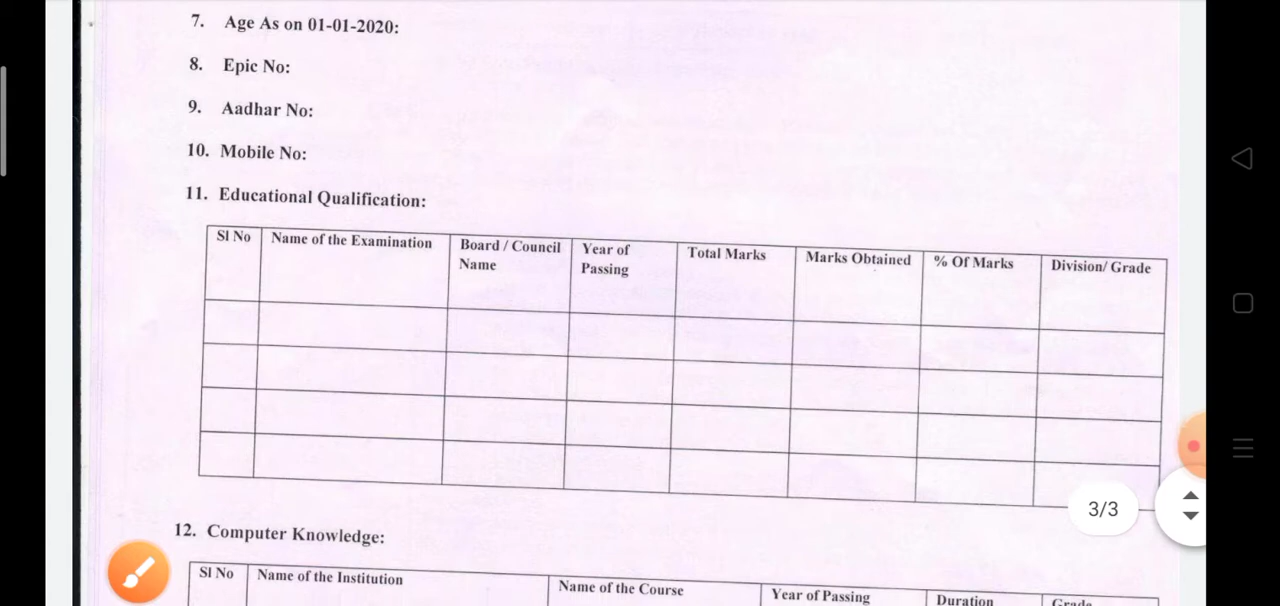 7. Age As on 01-01-2020:
8. Epic No:
9. Aadhar No:
10. Mobile No:
11. Educational Qualification:
Sl No Name of the Examination Board / Council Name Year of Passing Total Marks Marks Obtained % Of Marks Division/ Grade
3/3
12. Computer Knowledge:
Sl No Name of the Institution Name of the Course Year of Passing Duration Grade